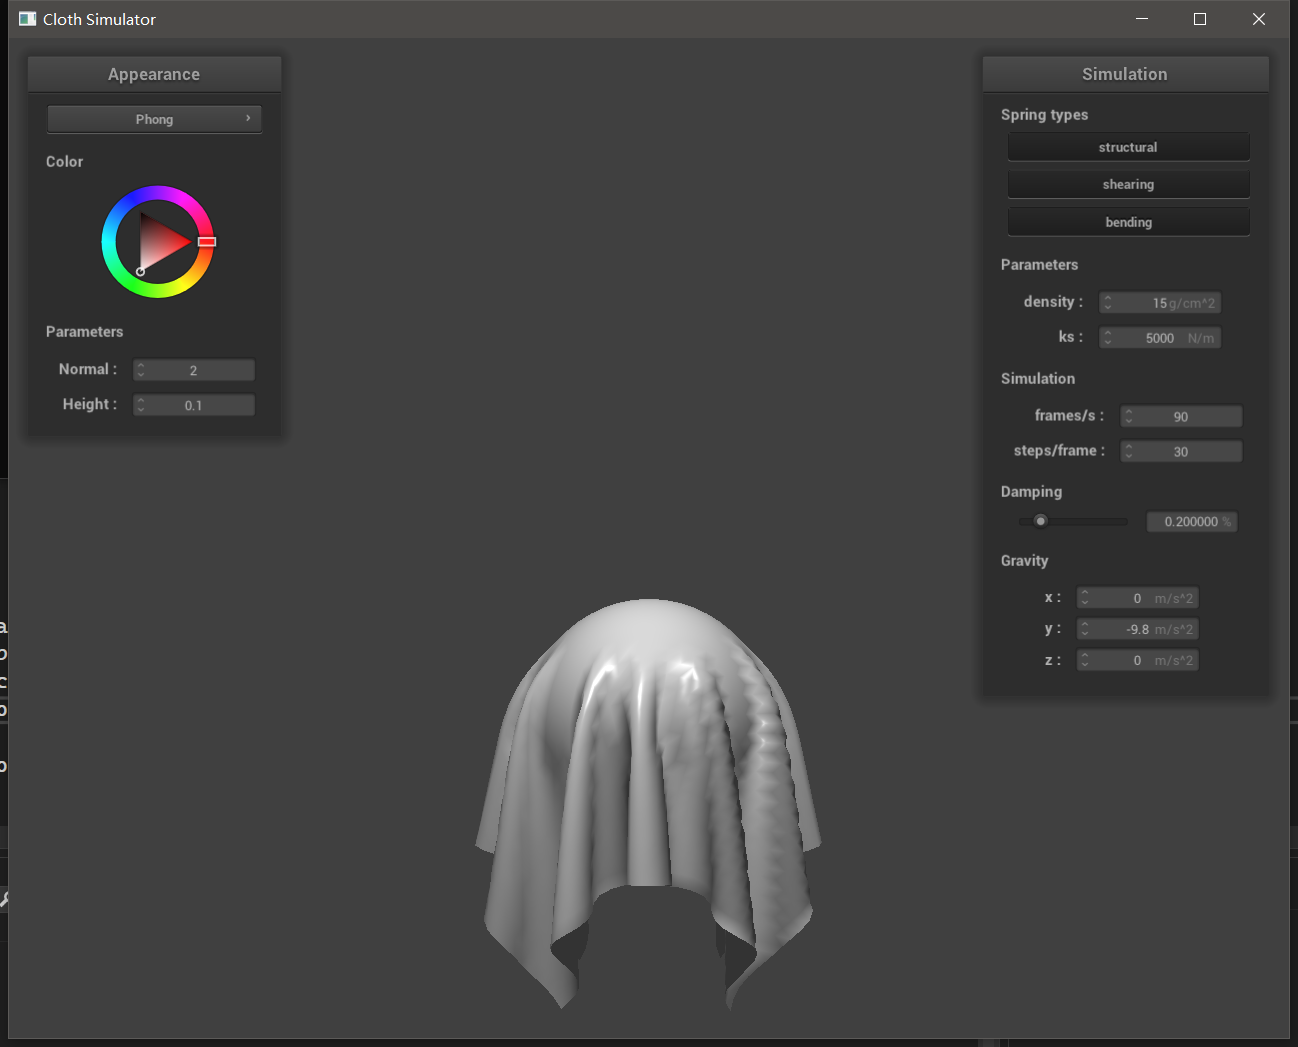 Cloth Simulator
Appearance
Phong
Color
Parameters
Normal : 2
Height : 0.1
Simulation
Spring types
structural
shearing
bending
Parameters
density : 15 g/cm^2
ks : 5000 N/m
Simulation
frames/s : 90
steps/frame : 30
Damping
0.200000 %
Gravity
x : 0 m/s^2
y : -9.8 m/s^2
z : 0 m/s^2